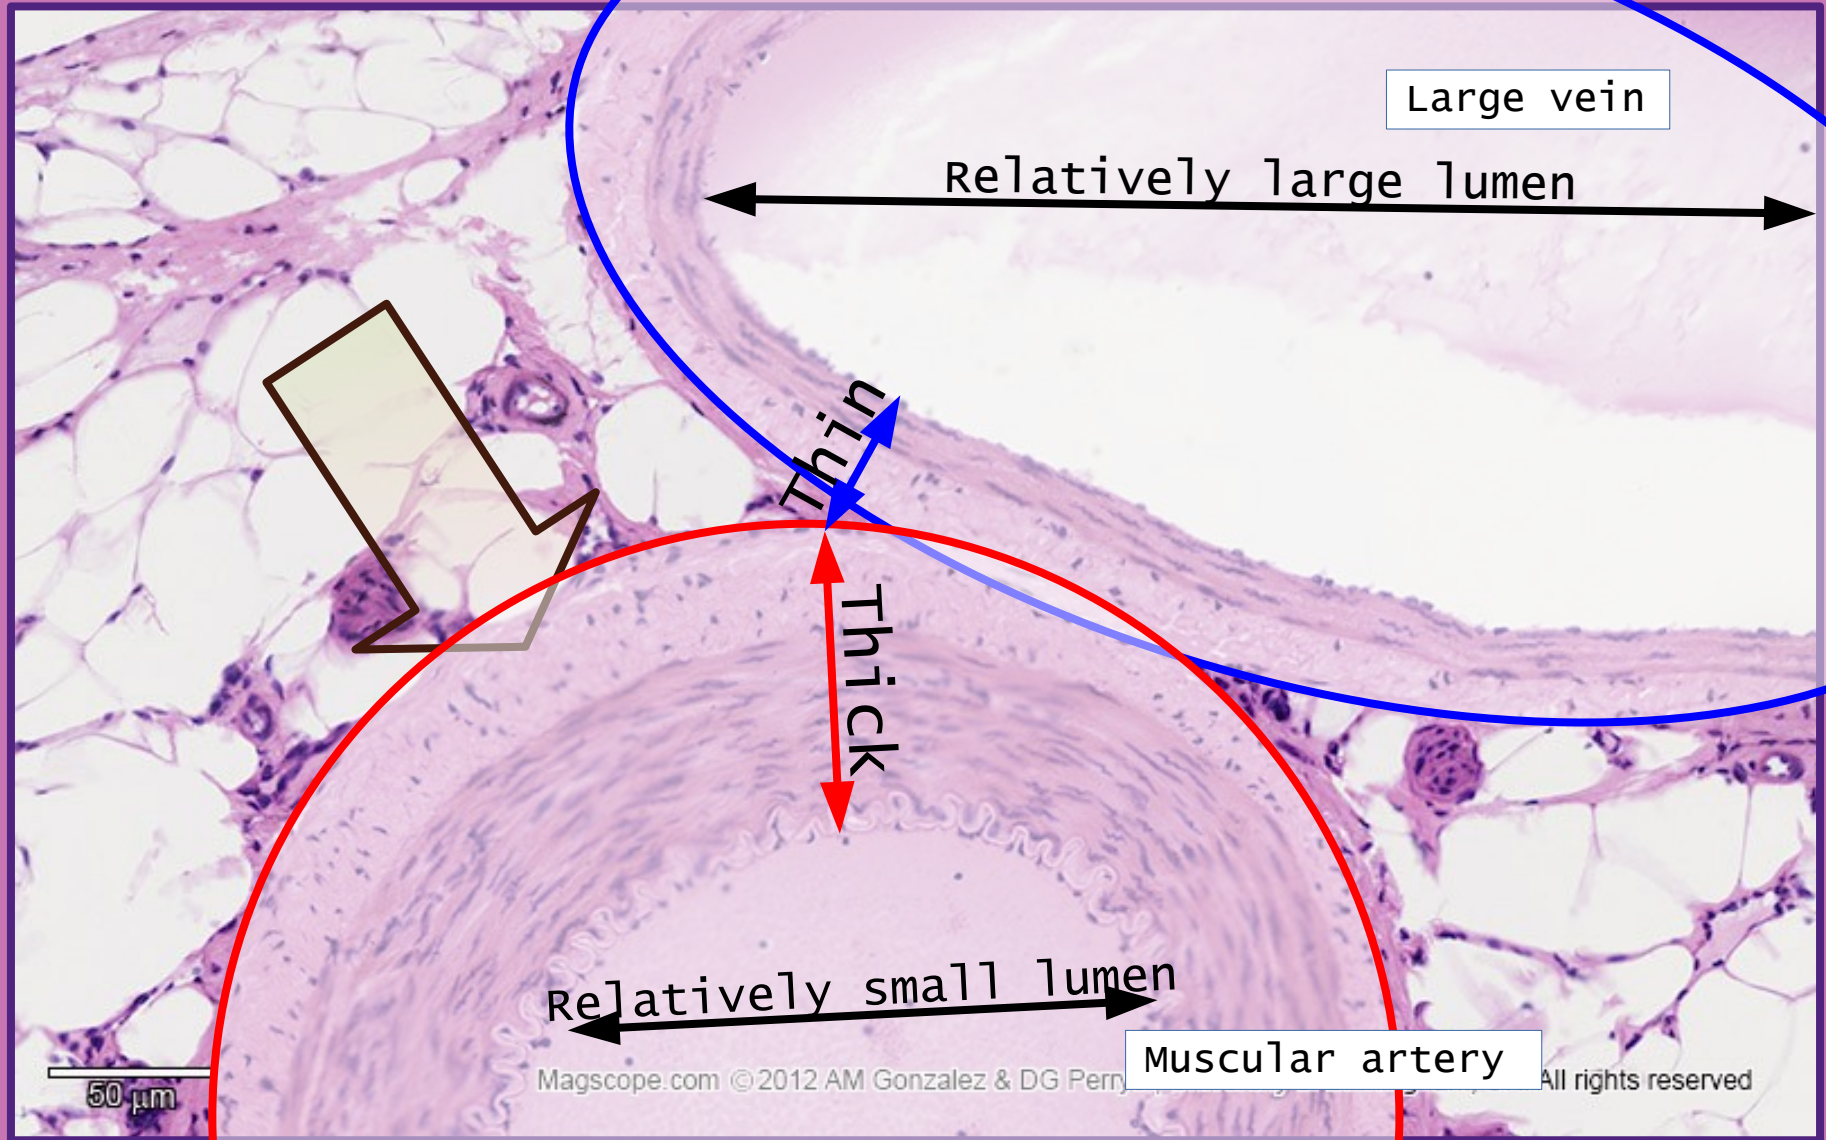 Large vein
Relatively large lumen
Thin
Thick
Relatively small lumen
Muscular artery
50 µm
Magscope.com © 2012 AM Gonzalez & DG Perry
All rights reserved